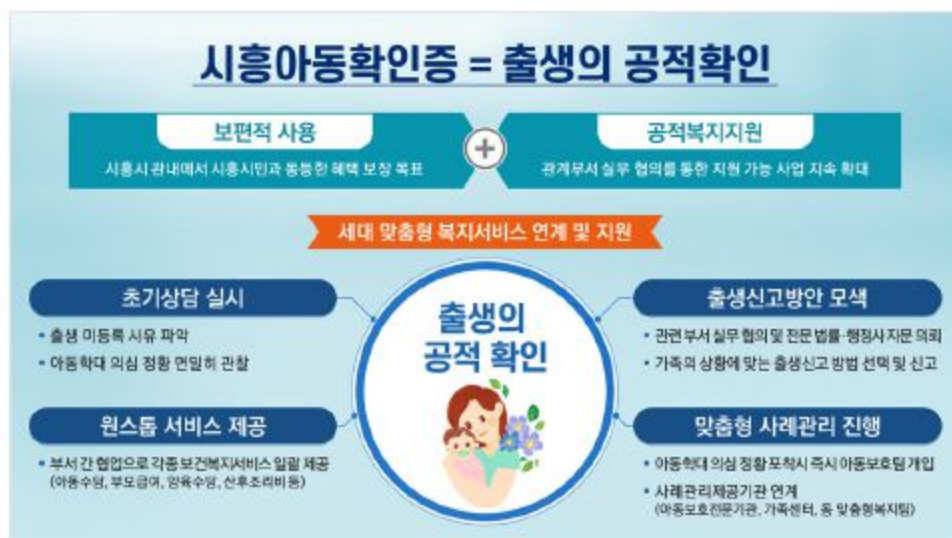 시흥아동확인증 = 출생의 공적확인
보편적 사용
시흥시 관내에서 시흥시민과 동등한 혜택 보장 목표
+
공적복지지원
관계부서 실무 협의를 통한 지원 가능 사업 지속 확대
세대 맞춤형 복지서비스 연계 및 지원
초기상담 실시
• 출생 미등록 사유 파악
• 아동학대 의심 정황 면밀히 관찰
출생의
공적 확인
출생신고방안 모색
• 관련 부서 실무 협의 및 전문 법률·행정사 자문 의뢰
• 가족의 상황에 맞는 출생신고 방법 선택 및 신고
원스톱 서비스 제공
• 부서 간 협업으로 각종 보건복지서비스 일괄 제공
(아동수당, 부모급여, 양육수당, 산후조리비 등)
맞춤형 사례관리 진행
• 아동학대 의심 정황 포착시 즉시 아동보호팀 개입
• 사례관리제공기관 연계
(아동보호전문기관, 가족센터, 동 맞춤형복지팀)